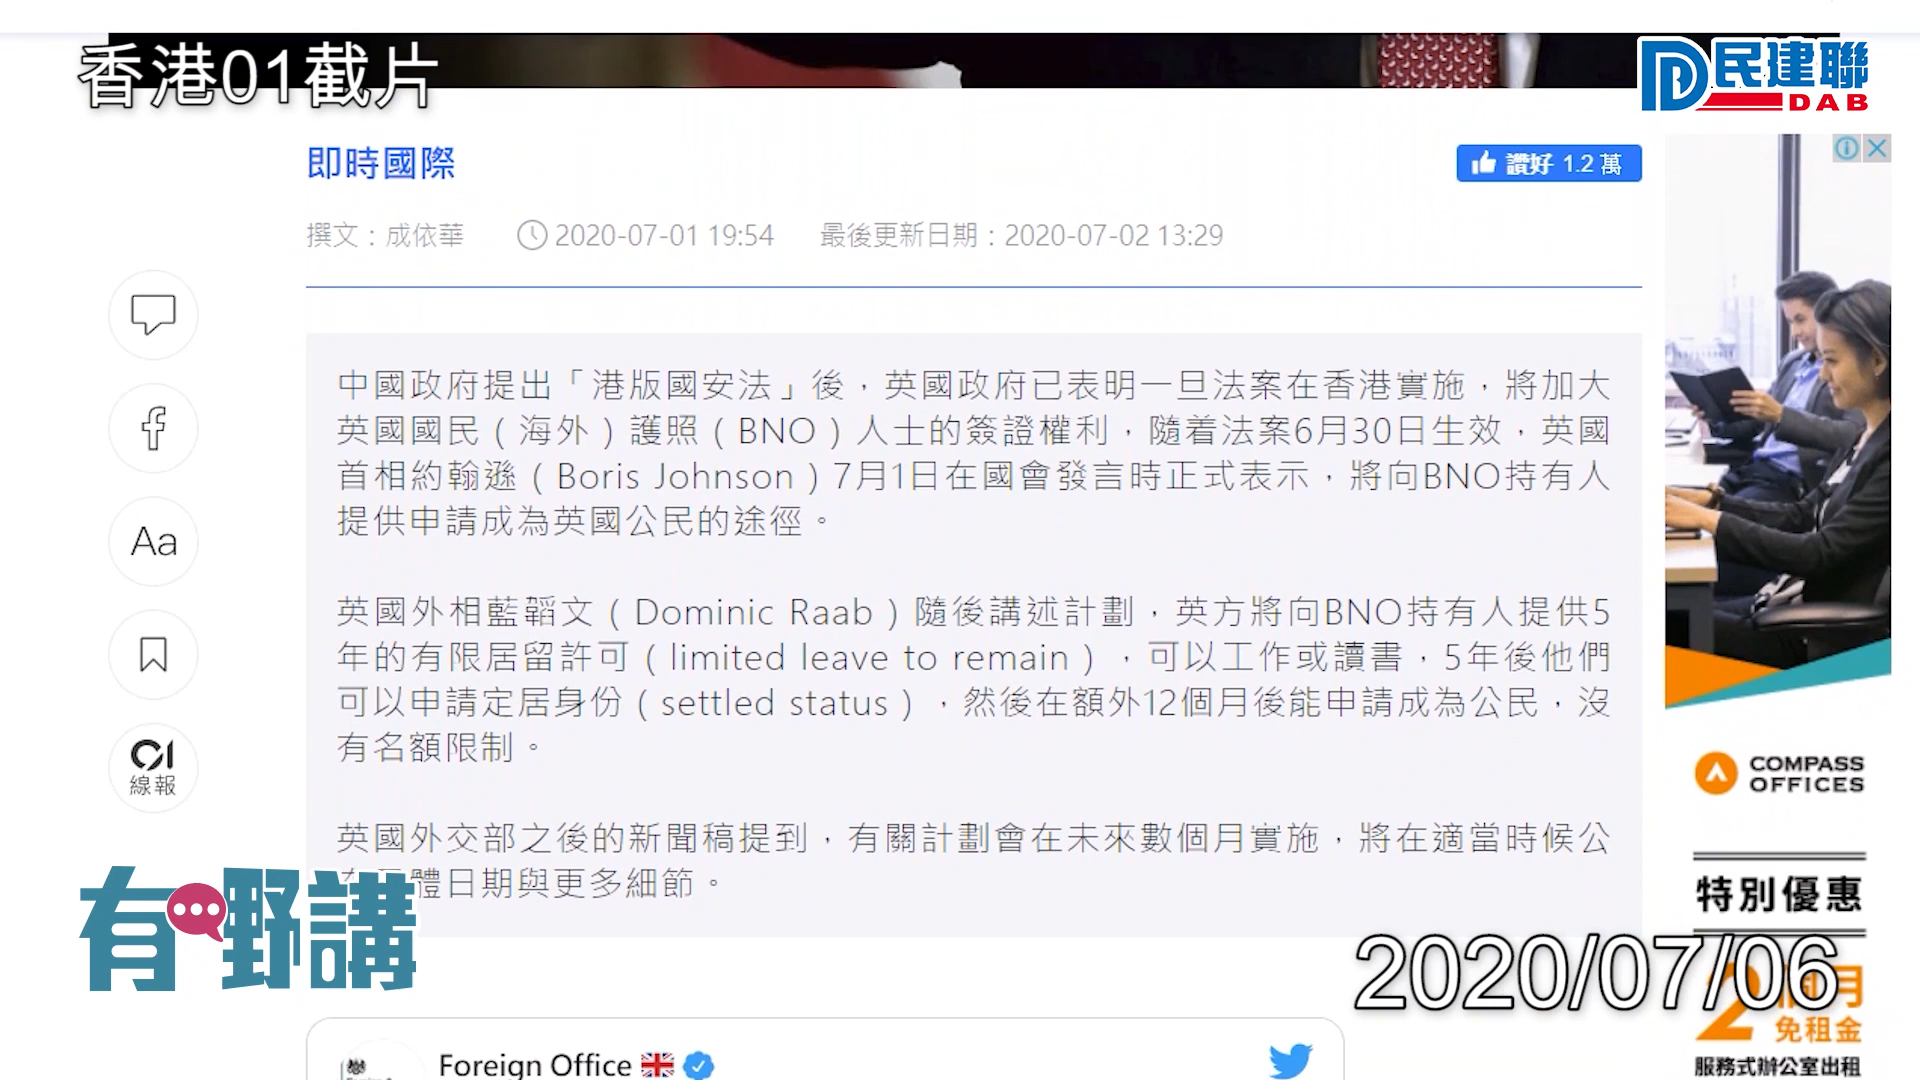 香港01截片
民建聯
DAB
即時國際
讚好 1.2 萬
撰文：成依華
2020-07-01 19:54
最後更新日期：2020-07-02 13:29
中國政府提出「港版國安法」後，英國政府已表明一旦法案在香港實施，將加大
英國國民（海外）護照（BNO）人士的簽證權利，隨着法案6月30日生效，英國
首相約翰遜（Boris Johnson）7月1日在國會發言時正式表示，將向BNO持有人
提供申請成為英國公民的途徑。
英國外相藍韜文（Dominic Raab）隨後講述計劃，英方將向BNO持有人提供5
年的有限居留許可（limited leave to remain），可以工作或讀書，5年後他們
可以申請定居身份（settled status），然後在額外12個月後能申請成為公民，沒
有名額限制。
英國外交部之後的新聞稿提到，有關計劃會在未來數個月實施，將在適當時候公
體日期與更多細節。
Aa
01
線報
有野講
COMPASS
OFFICES
特別優惠
2020/07/06
2個月
免租金
服務式辦公室出租
Foreign Office